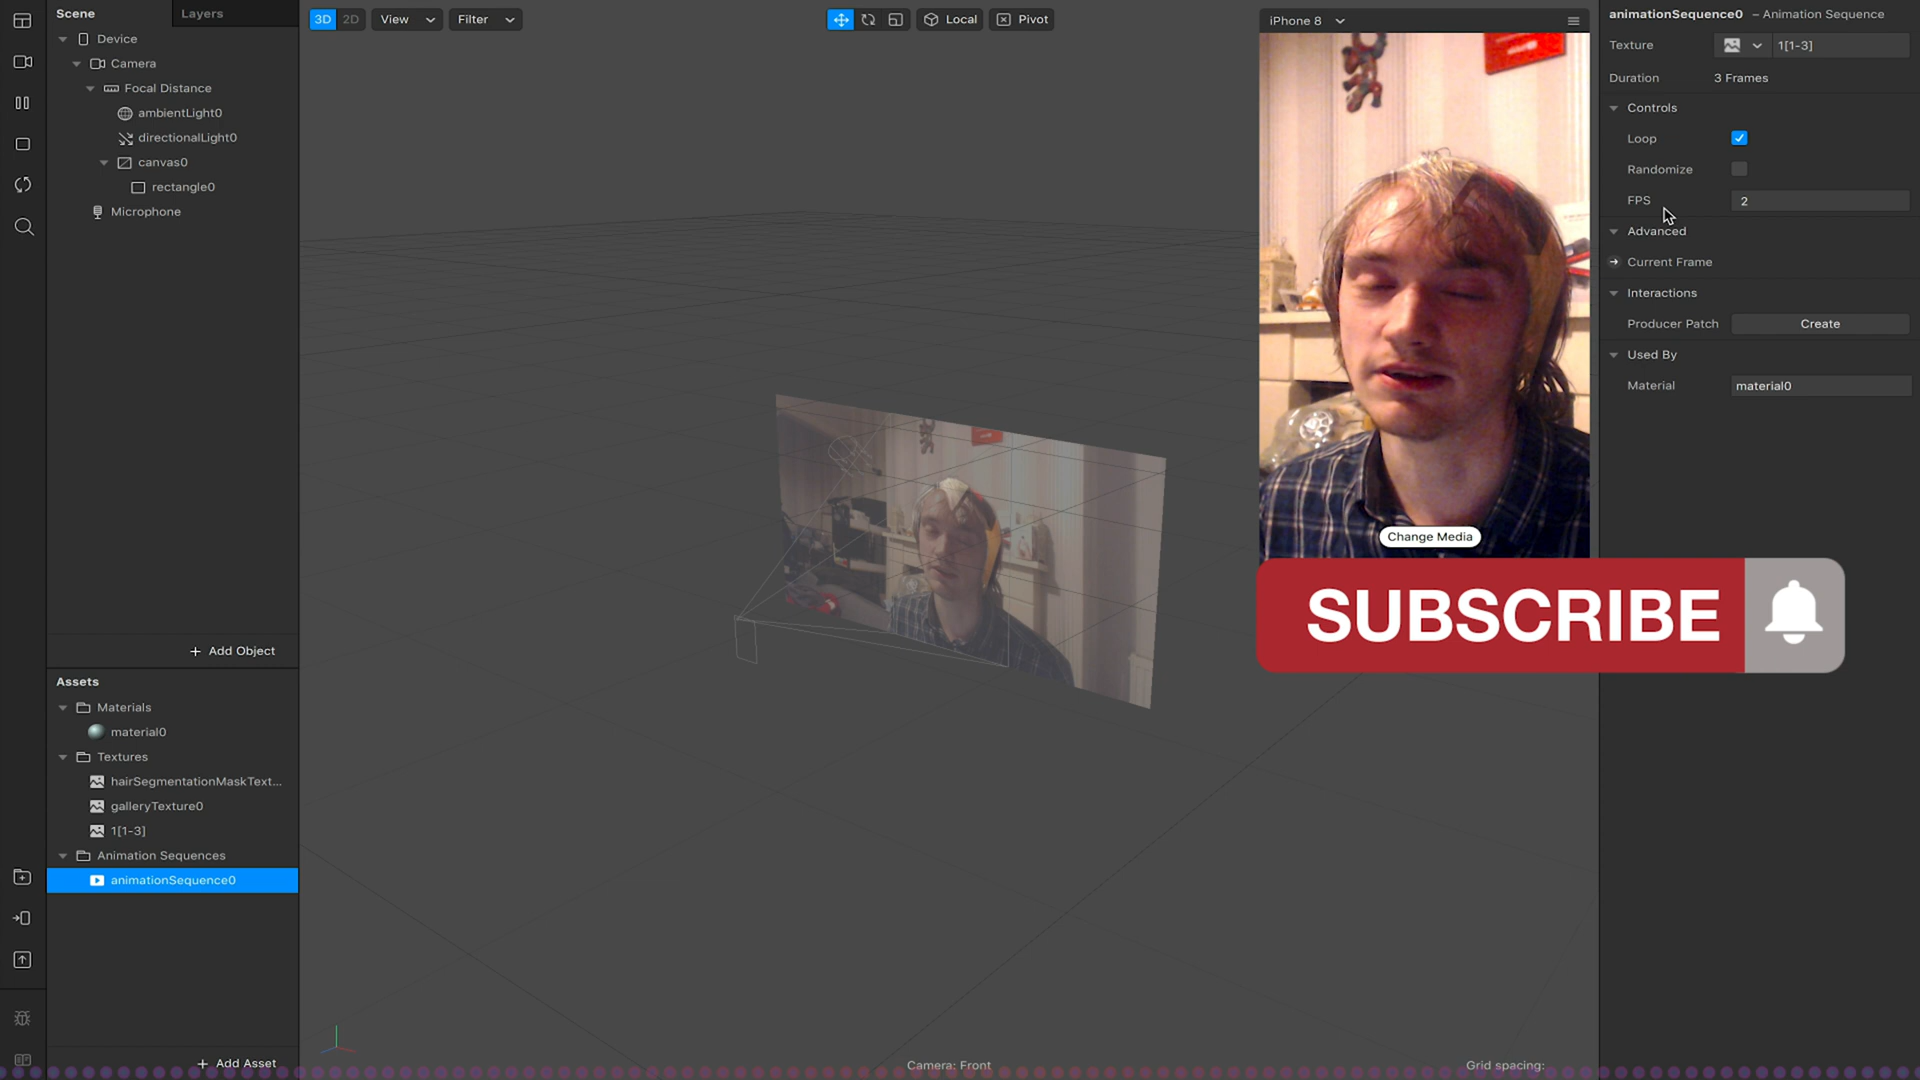 Scene
Layers
Device
Camera
Focal Distance
ambientLight0
directionalLight0
canvas0
rectangle0
Microphone
+ Add Object
Assets
Materials
material0
Textures
hairSegmentationMaskText...
galleryTexture0
1[1-3]
Animation Sequences
animationSequence0
+ Add Asset
3D 2D View Filter
Local Pivot
Camera: Front
Grid spacing:
iPhone 8
Change Media
SUBSCRIBE
animationSequence0 – Animation Sequence
Texture 1[1-3]
Duration 3 Frames
Controls
Loop
Randomize
FPS 2
Advanced
Current Frame
Interactions
Producer Patch Create
Used By
Material material0